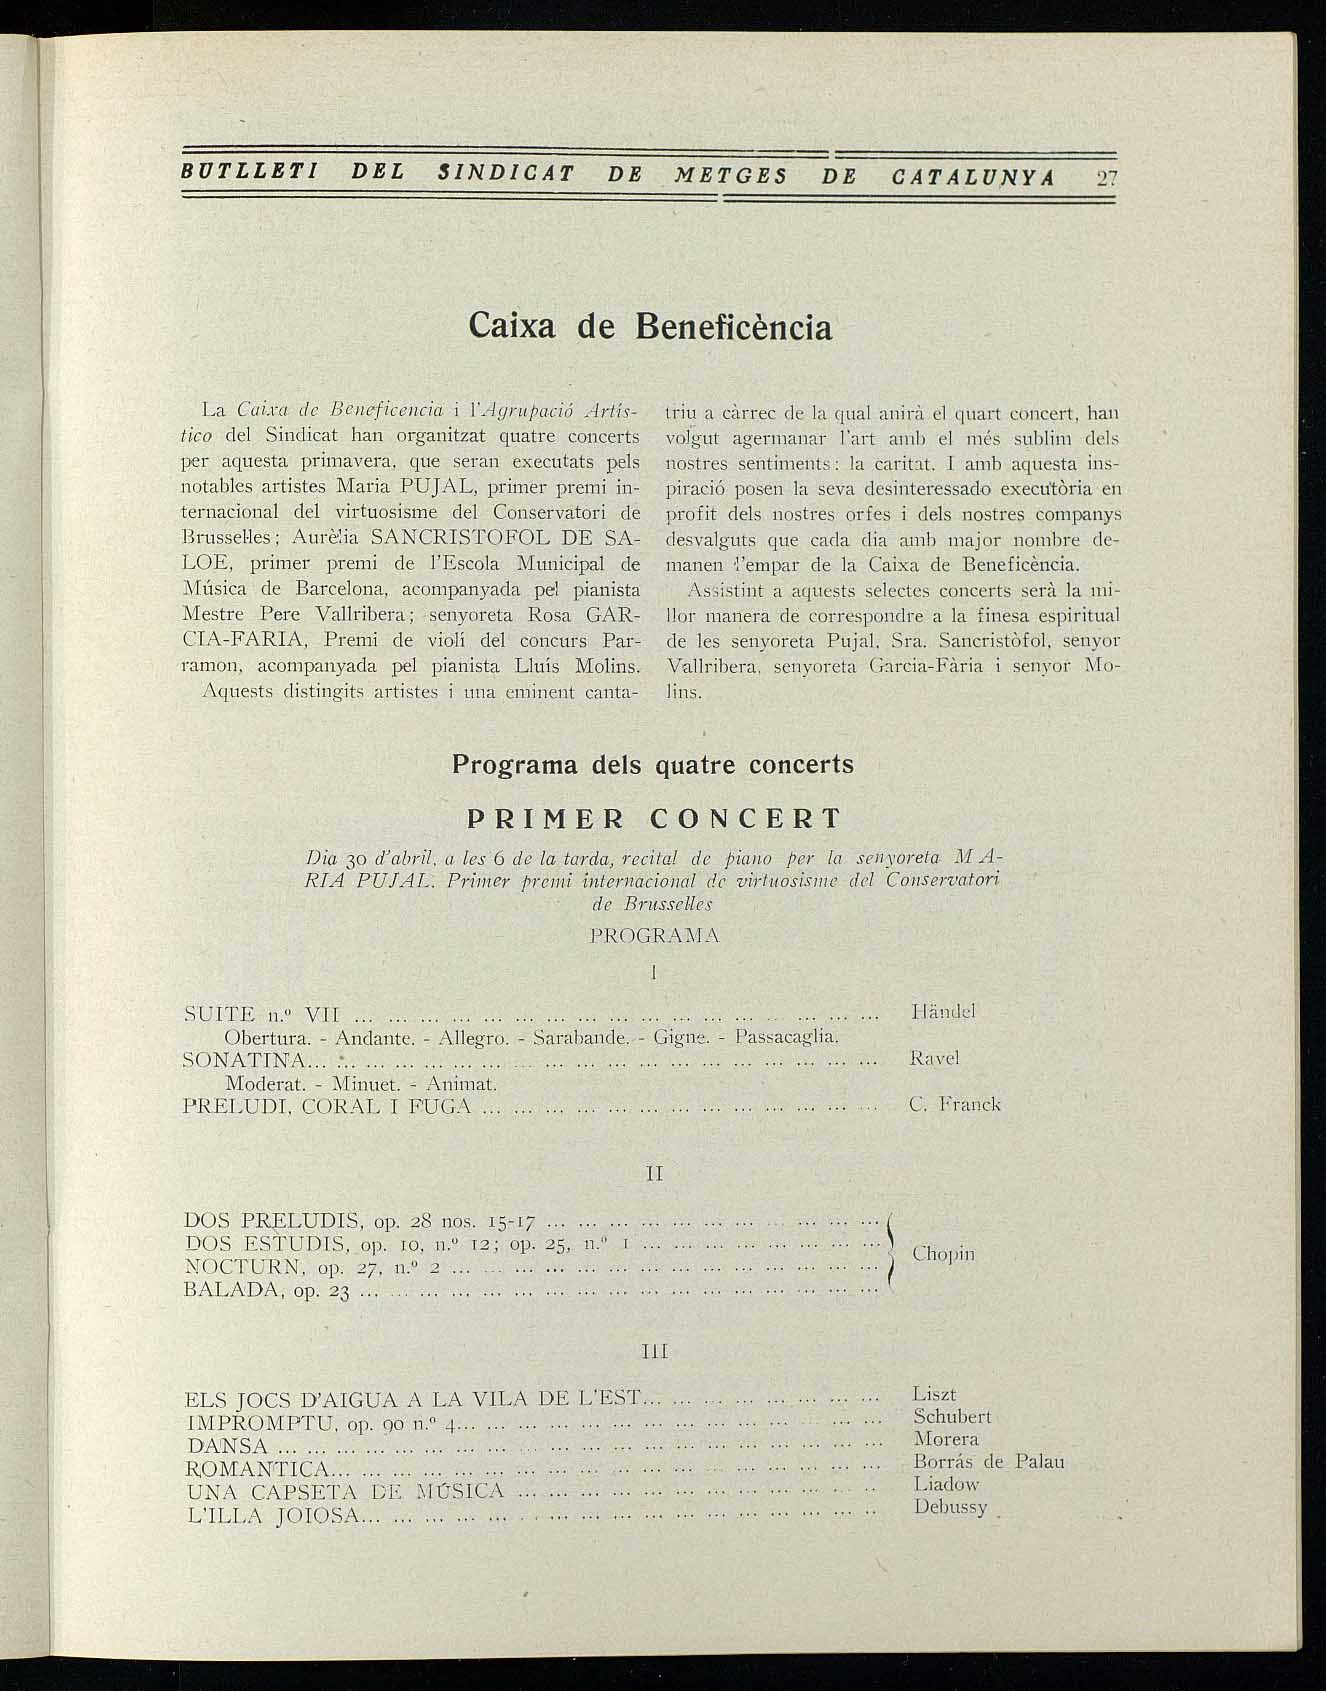 BUTLLETI DEL SINDICAT DE METGES DE CATALUNYA 27
Caixa de Beneficència
La Caixa de Beneficencia i l'Agrupació Artís-
tico del Sindicat han organitzat quatre concerts
per aquesta primavera, que seran executats pels
notables artistes Maria PUJAL, primer premi in-
ternacional del virtuosisme del Conservatori de
Brusseŀles; Aurèlia SANCRISTOFOL DE SA-
LOE, primer premi de l'Escola Municipal de
Música de Barcelona, acompanyada pel pianista
Mestre Pere Vallribera; senyoreta Rosa GAR-
CIA-FARIA, Premi de violí del concurs Par-
ramon, acompanyada pel pianista Lluís Molins.
Aquests distingits artistes i una eminent canta-
triu a càrrec de la qual anirà el quart concert, han
volgut agermanar l'art amb el més sublim dels
nostres sentiments: la caritat. I amb aquesta ins-
piració posen la seva desinteressado executòria en
profit dels nostres orfes i dels nostres companys
desvalguts que cada dia amb major nombre de-
manen l'empar de la Caixa de Beneficència.
Assistint a aquests selectes concerts serà la mi-
llor manera de correspondre a la finesa espiritual
de les senyoreta Pujal, Sra. Sancristòfol, senyor
Vallribera, senyoreta Garcia-Fària i senyor Mo-
lins.
Programa dels quatre concerts
PRIMER CONCERT
Dia 30 d'abril, a les 6 de la tarda, recital de piano per la senyoreta MA-
RIA PUJAL. Primer premi internacional de virtuosisme del Conservatori
de Brusseŀles
PROGRAMA
I
SUITE n.º VII ... Händel
Obertura. - Andante. - Allegro. - Sarabande. - Gigne. - Passacaglia.
SONATINA... Ravel
Moderat. - Minuet. - Animat.
PRELUDI, CORAL I FUGA ... C. Franck
II
DOS PRELUDIS, op. 28 nos. 15-17 ...
DOS ESTUDIS, op. 10, n.º 12; op. 25, n.º 1 ...
Chopin
NOCTURN, op. 27, n.º 2 ...
BALADA, op. 23 ...
III
ELS JOCS D'AIGUA A LA VILA DE L'EST... Liszt
IMPROMPTU, op. 90 n.º 4... Schubert
DANSA ... Morera
ROMANTICA... Borrás de Palau
UNA CAPSETA DE MÚSICA ... Liadow
L'ILLA JOIOSA... Debussy